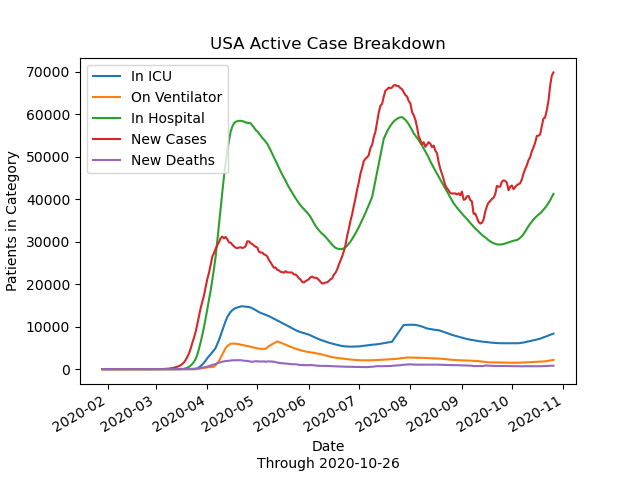 USA Active Case Breakdown
In ICU
On Ventilator
In Hospital
New Cases
New Deaths
Patients in Category
70000
60000
50000
40000
30000
20000
10000
0
2020-02
2020-03
2020-04
2020-05
2020-06
2020-07
2020-08
2020-09
2020-10
2020-11
Date
Through 2020-10-26